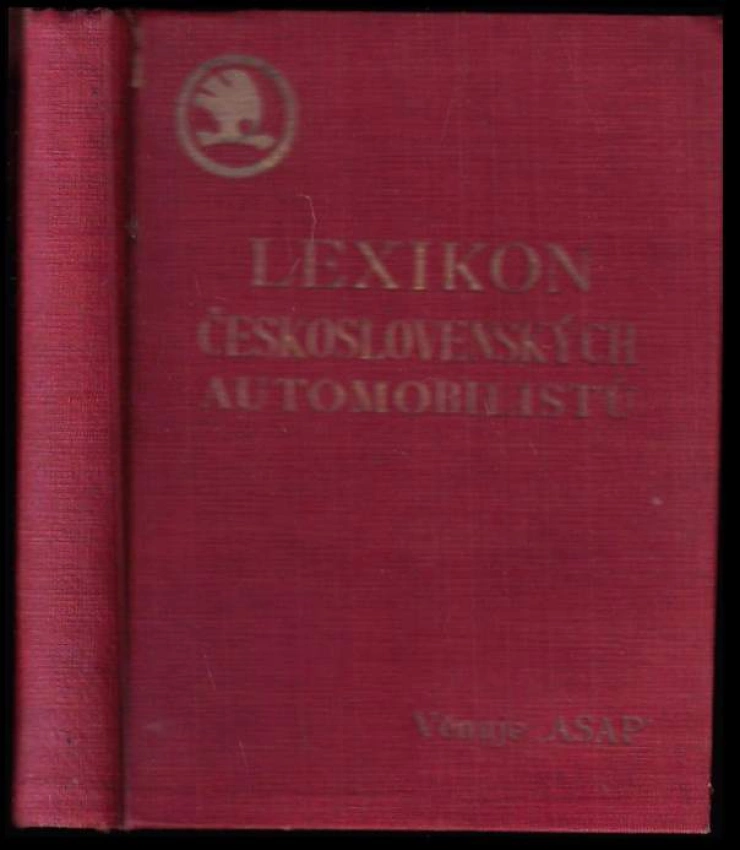 LEXIKON
ČESKOSLOVENSKÝCH
AUTOMOBILISTŮ
Věnuje „ASAP“